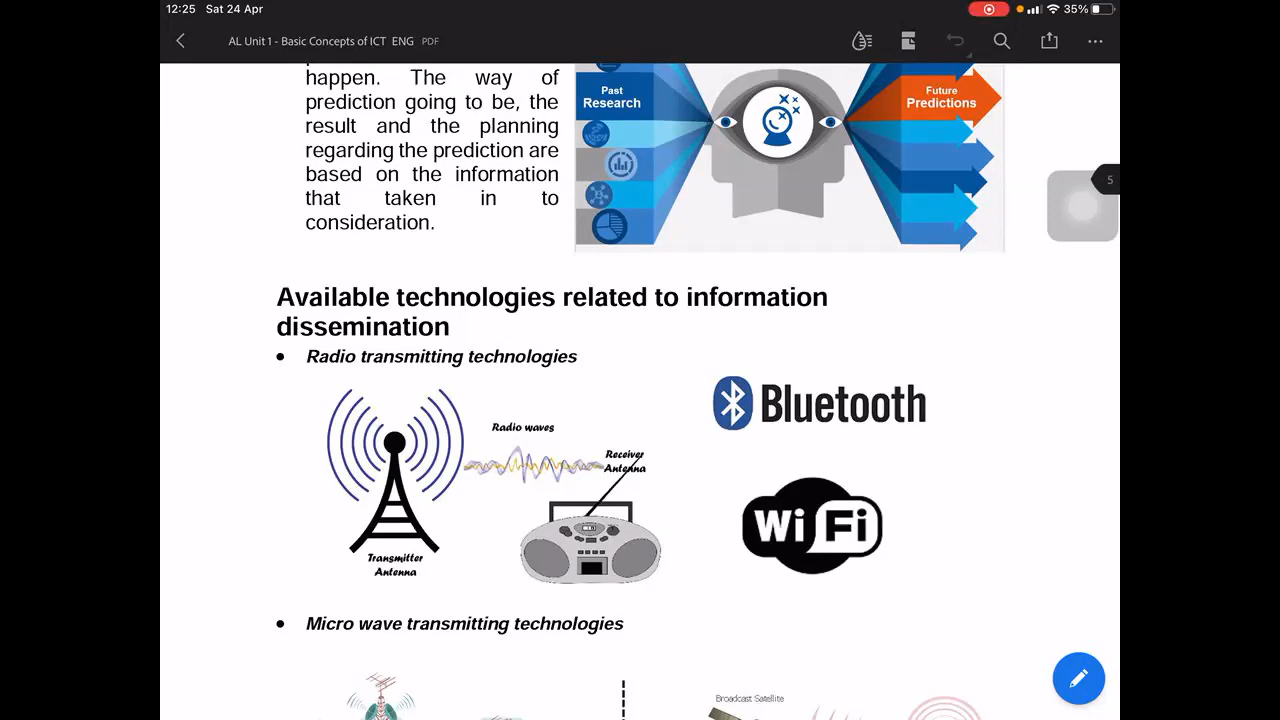 12:25 Sat 24 Apr
35%
AL Unit 1 - Basic Concepts of ICT ENG PDF
happen. The way of
prediction going to be, the
result and the planning
regarding the prediction are
based on the information
that taken in to
consideration.
Past
Research
Future
Predictions
5
Available technologies related to information
dissemination
• Radio transmitting technologies
Radio waves
Receiver
Antenna
Transmitter
Antenna
Bluetooth
Wi Fi
• Micro wave transmitting technologies
Broadcast Satellite